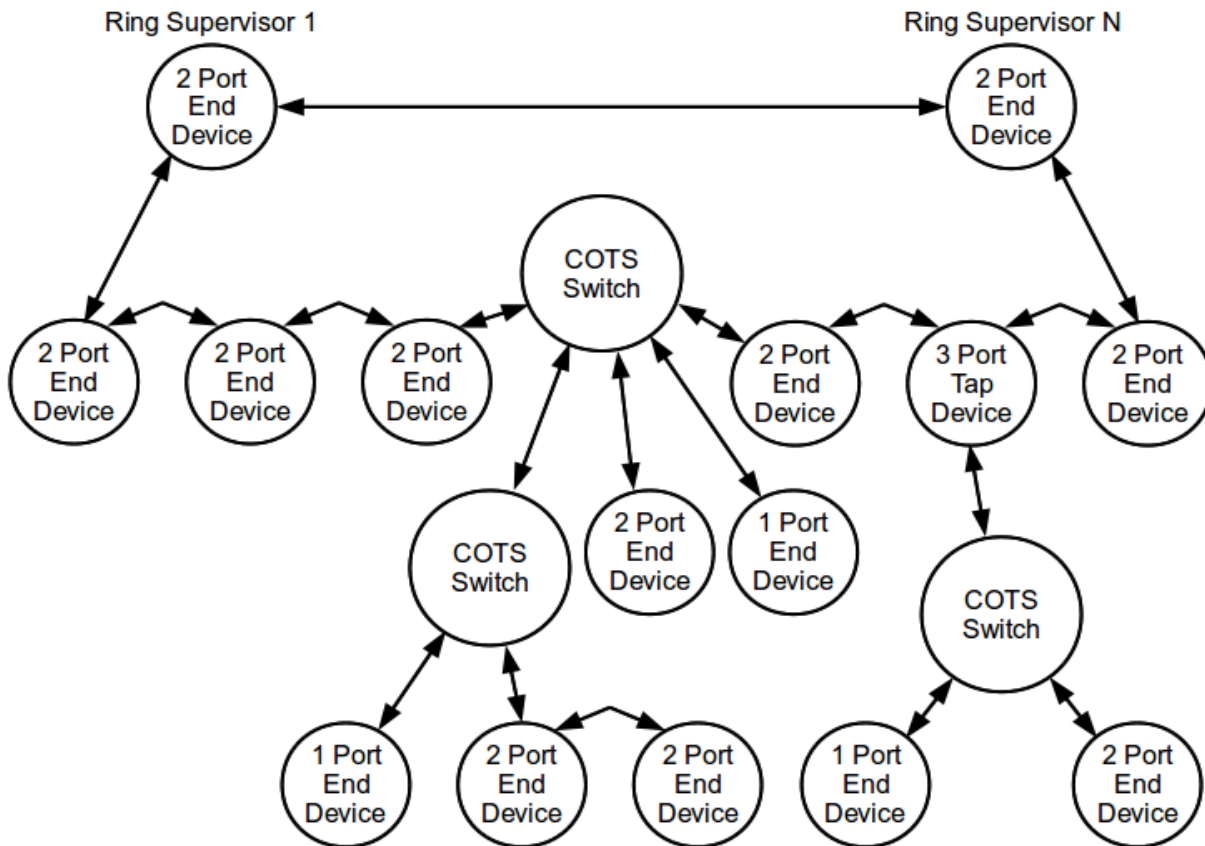 Ring Supervisor 1
Ring Supervisor N
2 Port
End
Device
2 Port
End
Device
COTS
Switch
2 Port
End
Device
2 Port
End
Device
2 Port
End
Device
2 Port
End
Device
3 Port
Tap
Device
2 Port
End
Device
COTS
Switch
2 Port
End
Device
1 Port
End
Device
COTS
Switch
1 Port
End
Device
2 Port
End
Device
2 Port
End
Device
1 Port
End
Device
2 Port
End
Device